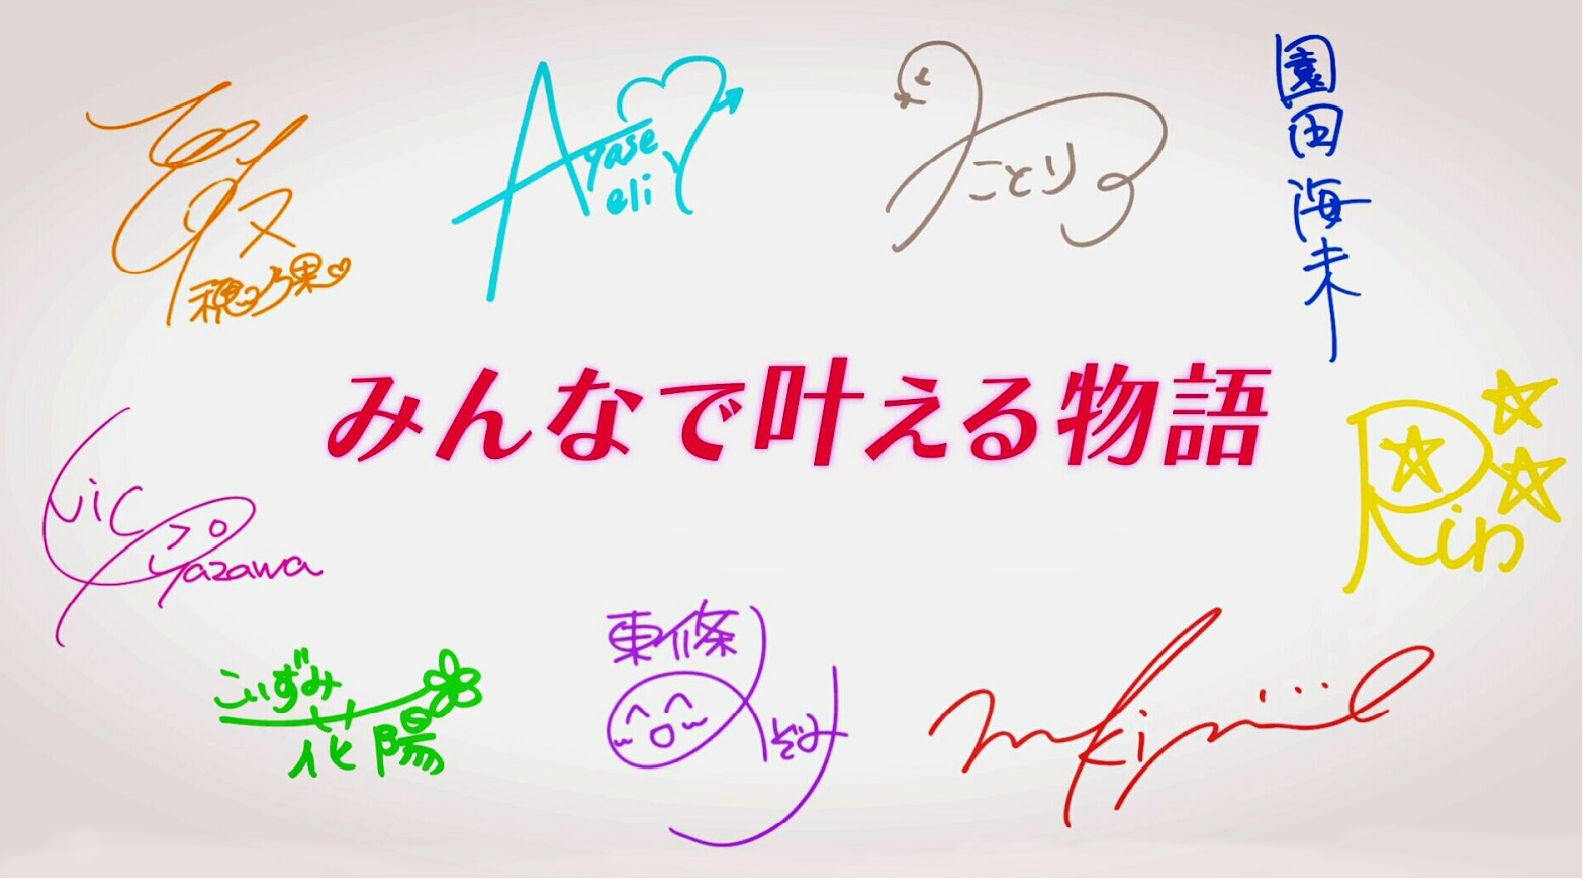 穂乃果
Ayase
eli
ことり
園田海未
みんなで叶える物語
Rin
Nico
Yazawa
こいずみ
花陽
東條
のぞみ
Maki